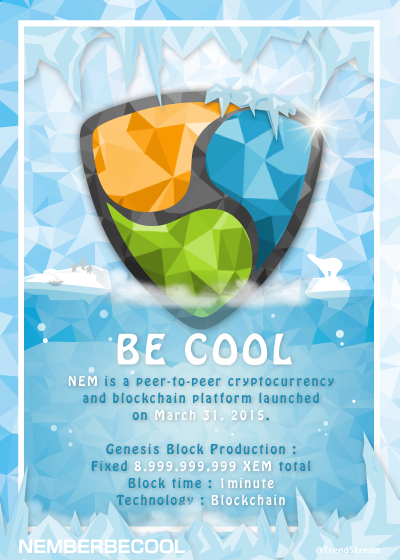 BE COOL
NEM is a peer-to-peer cryptocurrency
and blockchain platform launched
on March 31, 2015.
Genesis Block Production :
Fixed 8,999,999,999 XEM total
Block time : 1minute
Technology : Blockchain
NEMBERBECOOL
@TrendStream